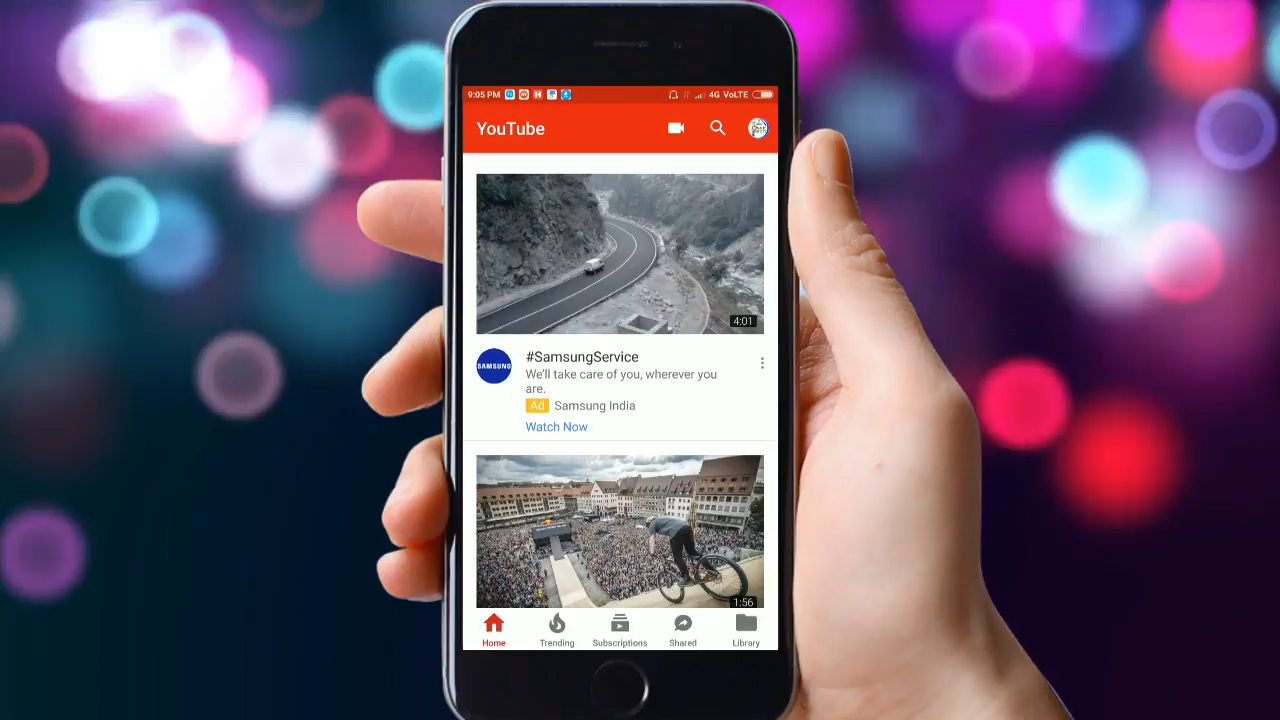 9:05 PM 4G VoLTE
YouTube
4:01
SAMSUNG
#SamsungService
We'll take care of you, wherever you
are.
Ad Samsung India
Watch Now
1:56
Home Trending Subscriptions Shared Library